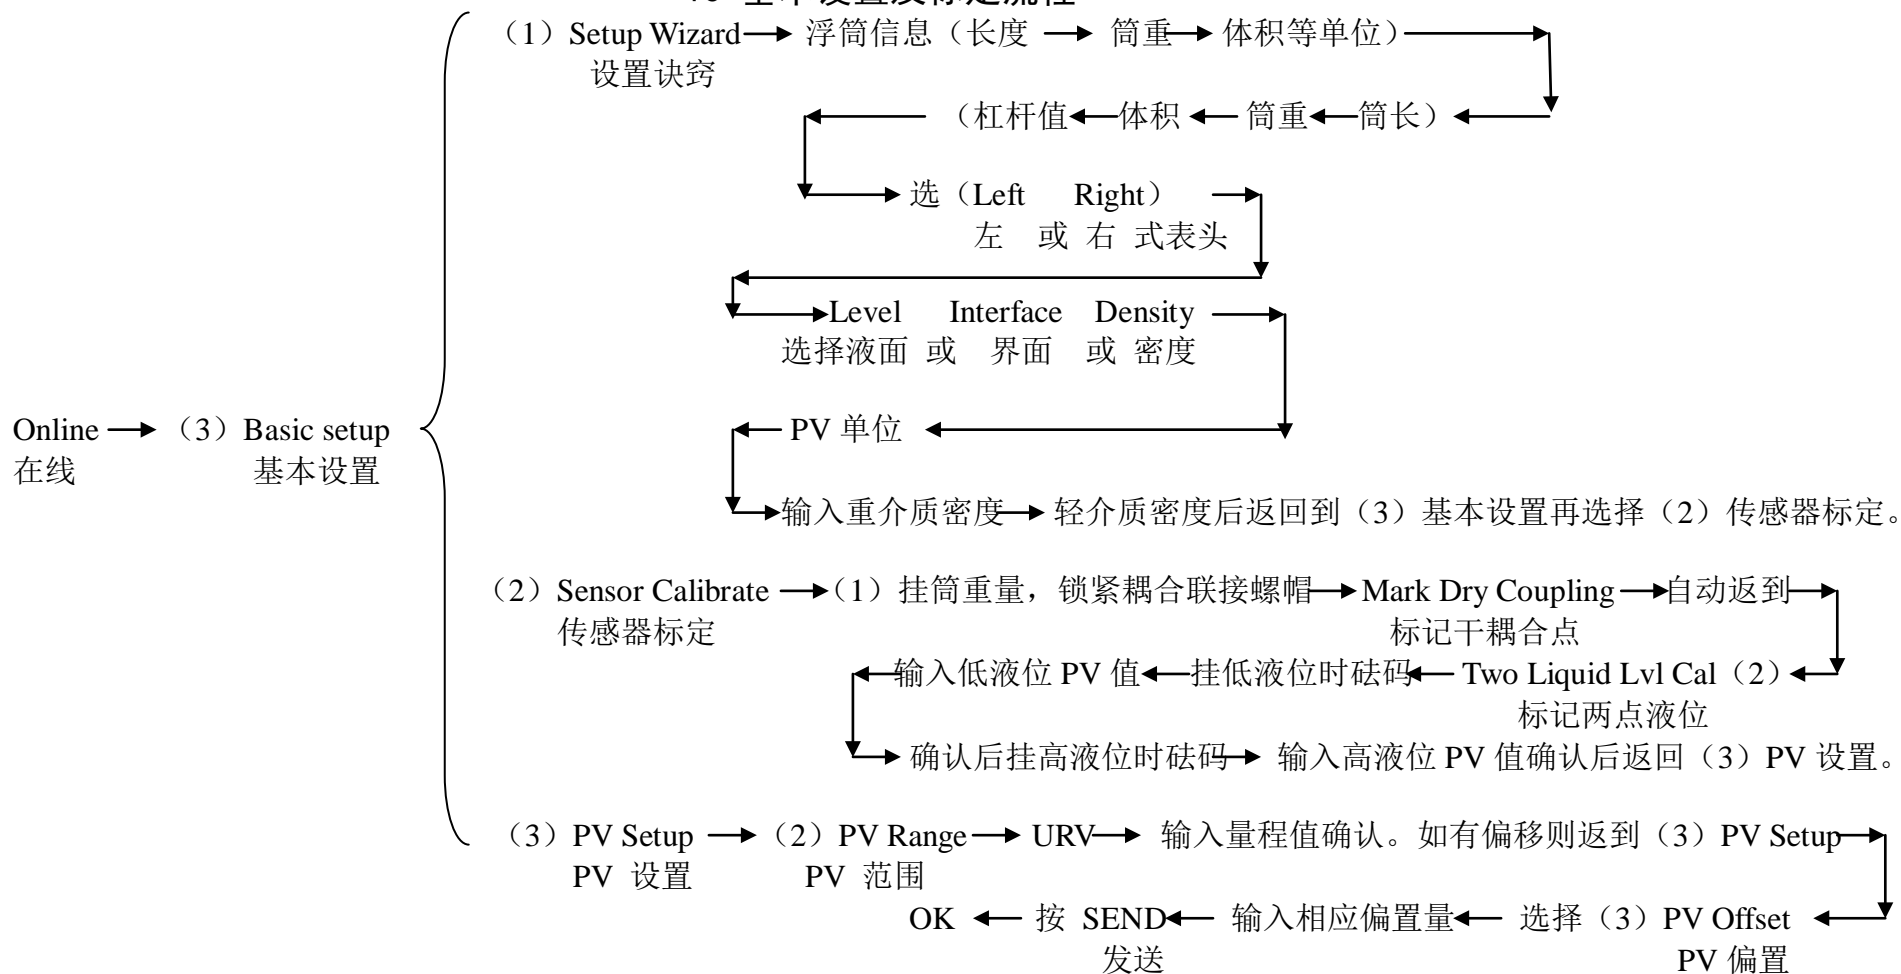 基本设置及标定流程
（1）Setup Wizard 浮筒信息（长度 筒重 体积等单位）
设置诀窍
（杠杆值 体积 筒重 筒长）
选（Left Right）
左 或 右 式表头
Level Interface Density
选择液面 或 界面 或 密度
Online （3）Basic setup PV 单位
在线 基本设置
输入重介质密度 轻介质密度后返回到（3）基本设置再选择（2）传感器标定。
（2）Sensor Calibrate （1）挂筒重量，锁紧耦合联接螺帽 Mark Dry Coupling 自动返到
传感器标定 标记干耦合点
输入低液位 PV 值 挂低液位时砝码 Two Liquid Lvl Cal（2）
标记两点液位
确认后挂高液位时砝码 输入高液位 PV 值确认后返回（3）PV 设置。
（3）PV Setup （2）PV Range URV 输入量程值确认。如有偏移则返到（3）PV Setup
PV 设置 PV 范围
OK 按 SEND 输入相应偏置量 选择（3）PV Offset
发送 PV 偏置